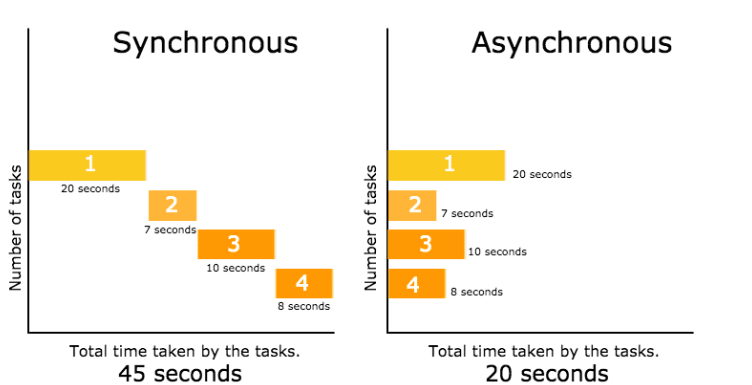 Synchronous
Number of tasks
1
20 seconds
2
7 seconds
3
10 seconds
4
8 seconds
Total time taken by the tasks.
45 seconds
Asynchronous
Number of tasks
1
20 seconds
2
7 seconds
3
10 seconds
4
8 seconds
Total time taken by the tasks.
20 seconds